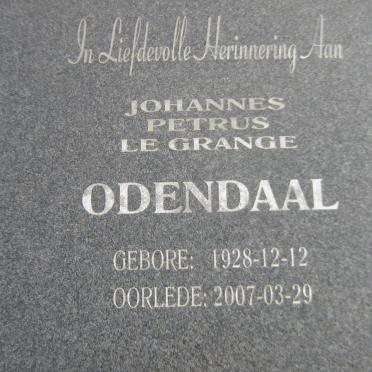 In Liefdevolle Herinnering Aan
JOHANNES
PETRUS
LE GRANGE
ODENDAAL
GEBORE: 1928-12-12
OORLEDE: 2007-03-29